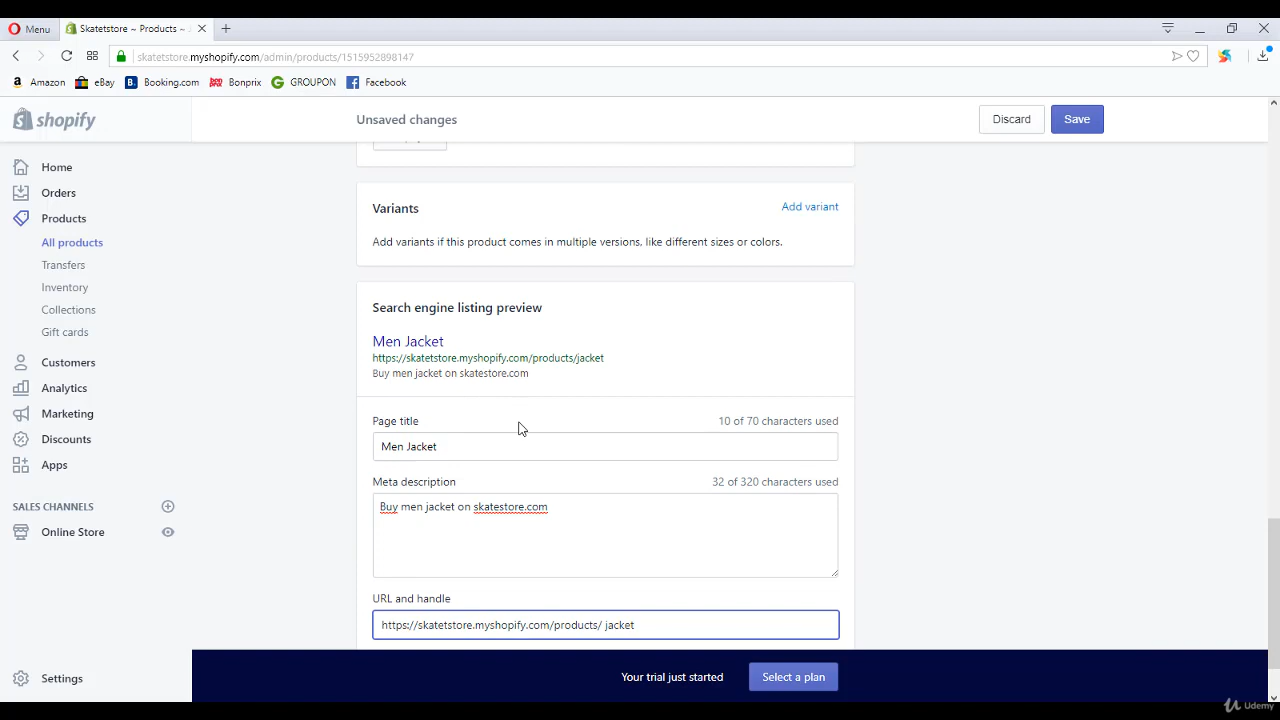 Menu
Skatetstore ~ Products ~
skatetstore.myshopify.com/admin/products/1515952898147
Amazon
eBay
Booking.com
Bonprix
GROUPON
Facebook
shopify
Unsaved changes
Discard
Save
Home
Orders
Products
All products
Transfers
Inventory
Collections
Gift cards
Customers
Analytics
Marketing
Discounts
Apps
SALES CHANNELS
Online Store
Settings
Variants
Add variant
Add variants if this product comes in multiple versions, like different sizes or colors.
Search engine listing preview
Men Jacket
https://skatetstore.myshopify.com/products/jacket
Buy men jacket on skatestore.com
Page title
10 of 70 characters used
Men Jacket
Meta description
32 of 320 characters used
Buy men jacket on skatestore.com
URL and handle
https://skatetstore.myshopify.com/products/ jacket
Your trial just started
Select a plan
Udemy